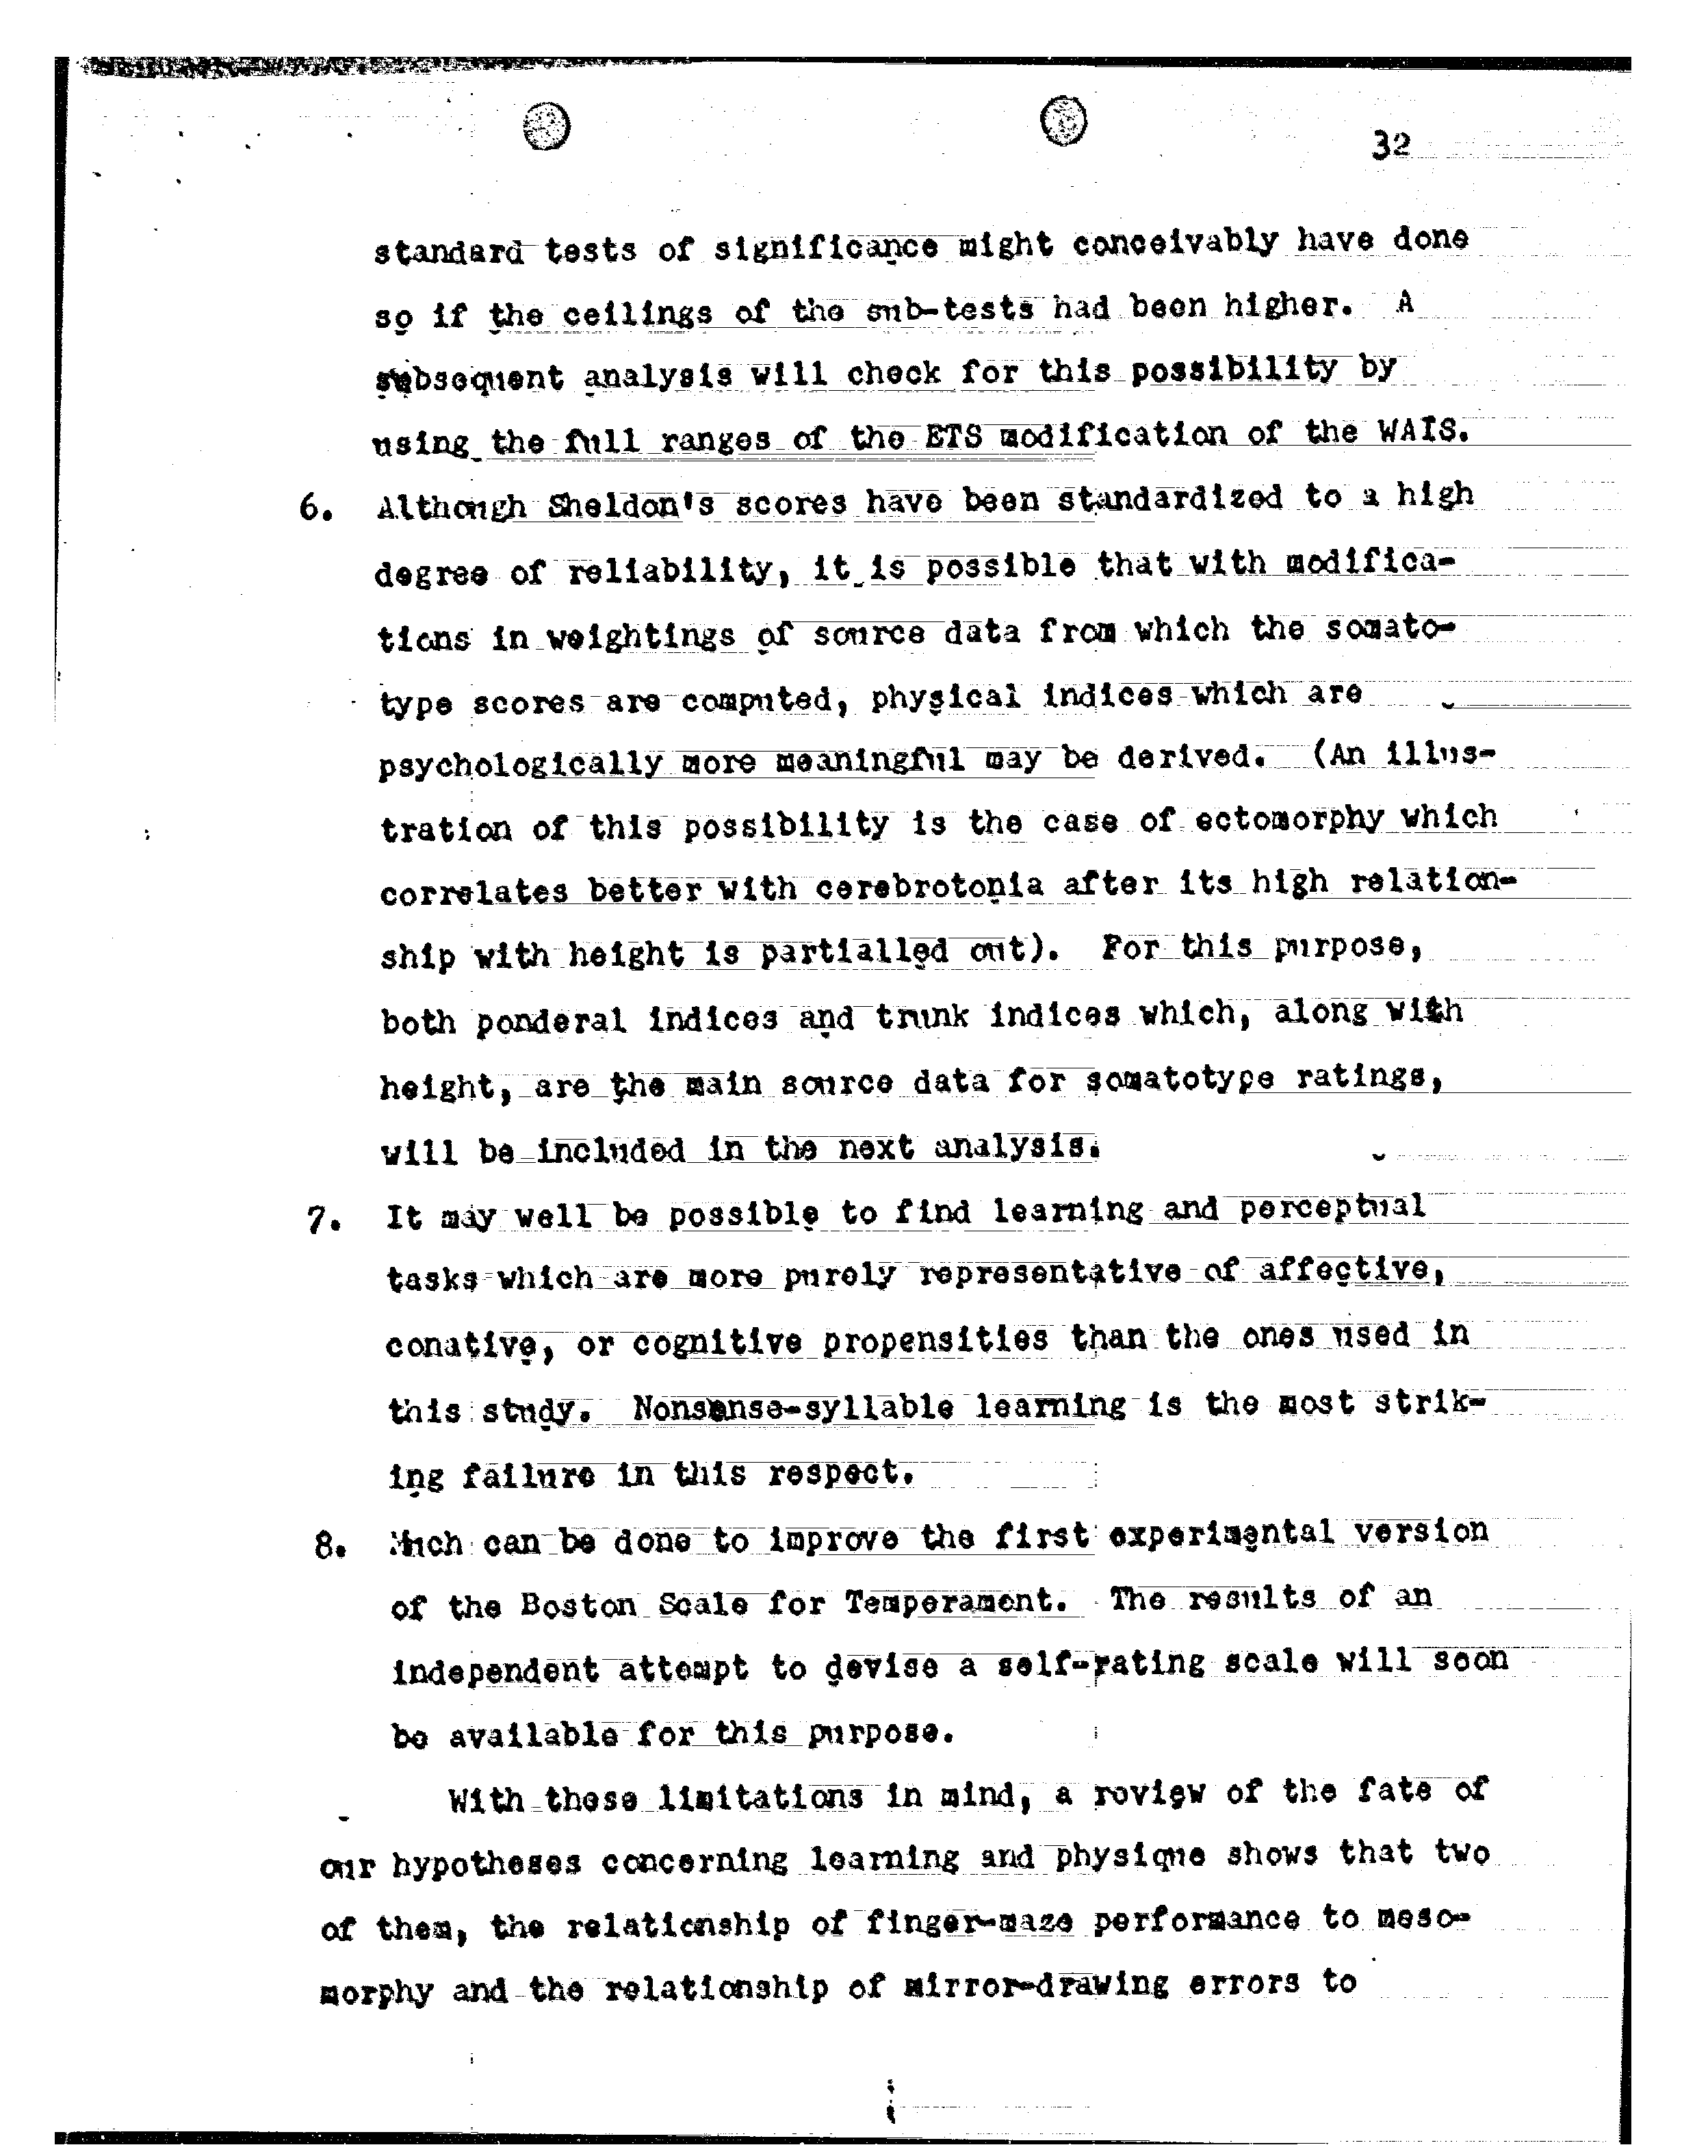 32
standard tests of significance might conceivably have done
so if the ceilings of the sub-tests had been higher. A
subsequent analysis will check for this possibility by
using the full ranges of the ETS modification of the WAIS.
6. Although Sheldon's scores have been standardized to a high
degree of reliability, it is possible that with modifica-
tions in weightings of source data from which the somato-
type scores are computed, physical indices which are
psychologically more meaningful may be derived. (An illus-
tration of this possibility is the case of ectomorphy which
correlates better with cerebrotonia after its high relation-
ship with height is partialled out). For this purpose,
both ponderal indices and trunk indices which, along with
height, are the main source data for somatotype ratings,
will be included in the next analysis.
7. It may well be possible to find learning and perceptual
tasks which are more purely representative of affective,
conative, or cognitive propensities than the ones used in
this study. Nonsense-syllable learning is the most strik-
ing failure in this respect.
8. Much can be done to improve the first experimental version
of the Boston Scale for Temperament. The results of an
independent attempt to devise a self-rating scale will soon
be available for this purpose.
With these limitations in mind, a review of the fate of
our hypotheses concerning learning and physique shows that two
of them, the relationship of finger-maze performance to meso-
morphy and the relationship of mirror-drawing errors to